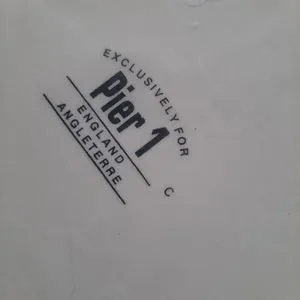 EXCLUSIVELY FOR
Pier 1
ENGLAND
ANGLETERRE
C